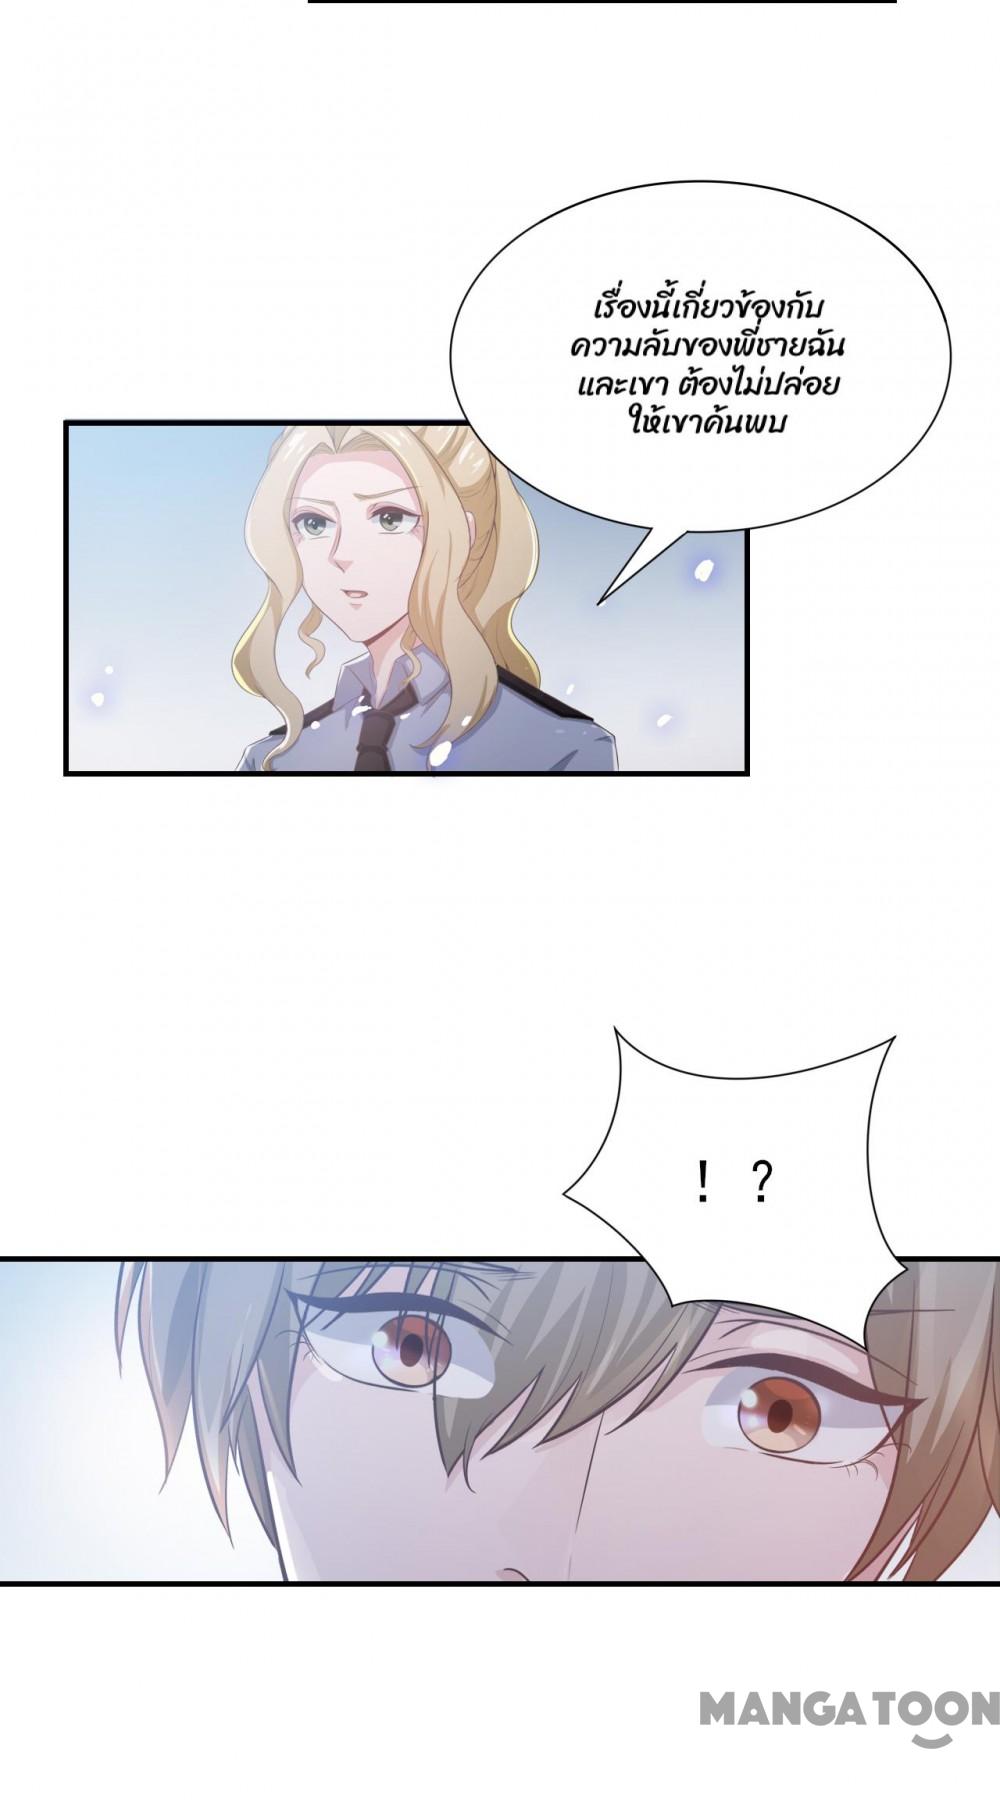 เรื่องนี้เกี่ยวข้องกับ
ความลับของพี่ชายฉัน
และเขา ต้องไม่ปล่อย
ให้เขาค้นพบ
! ?
MANGATOON